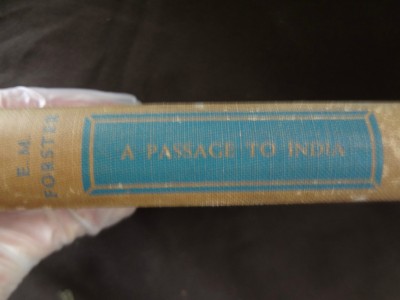 E. M.
FORSTER
A PASSAGE TO INDIA